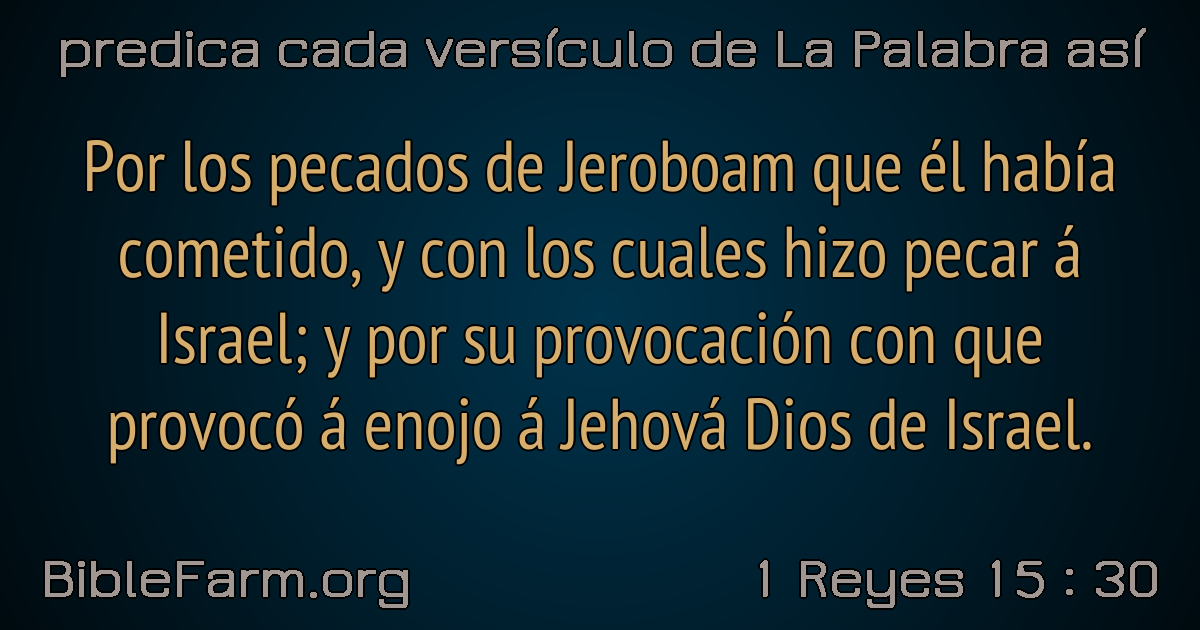 predica cada versículo de La Palabra así
Por los pecados de Jeroboam que él había
cometido, y con los cuales hizo pecar á
Israel; y por su provocación con que
provocó á enojo á Jehová Dios de Israel.
BibleFarm.org
1 Reyes 15 : 30